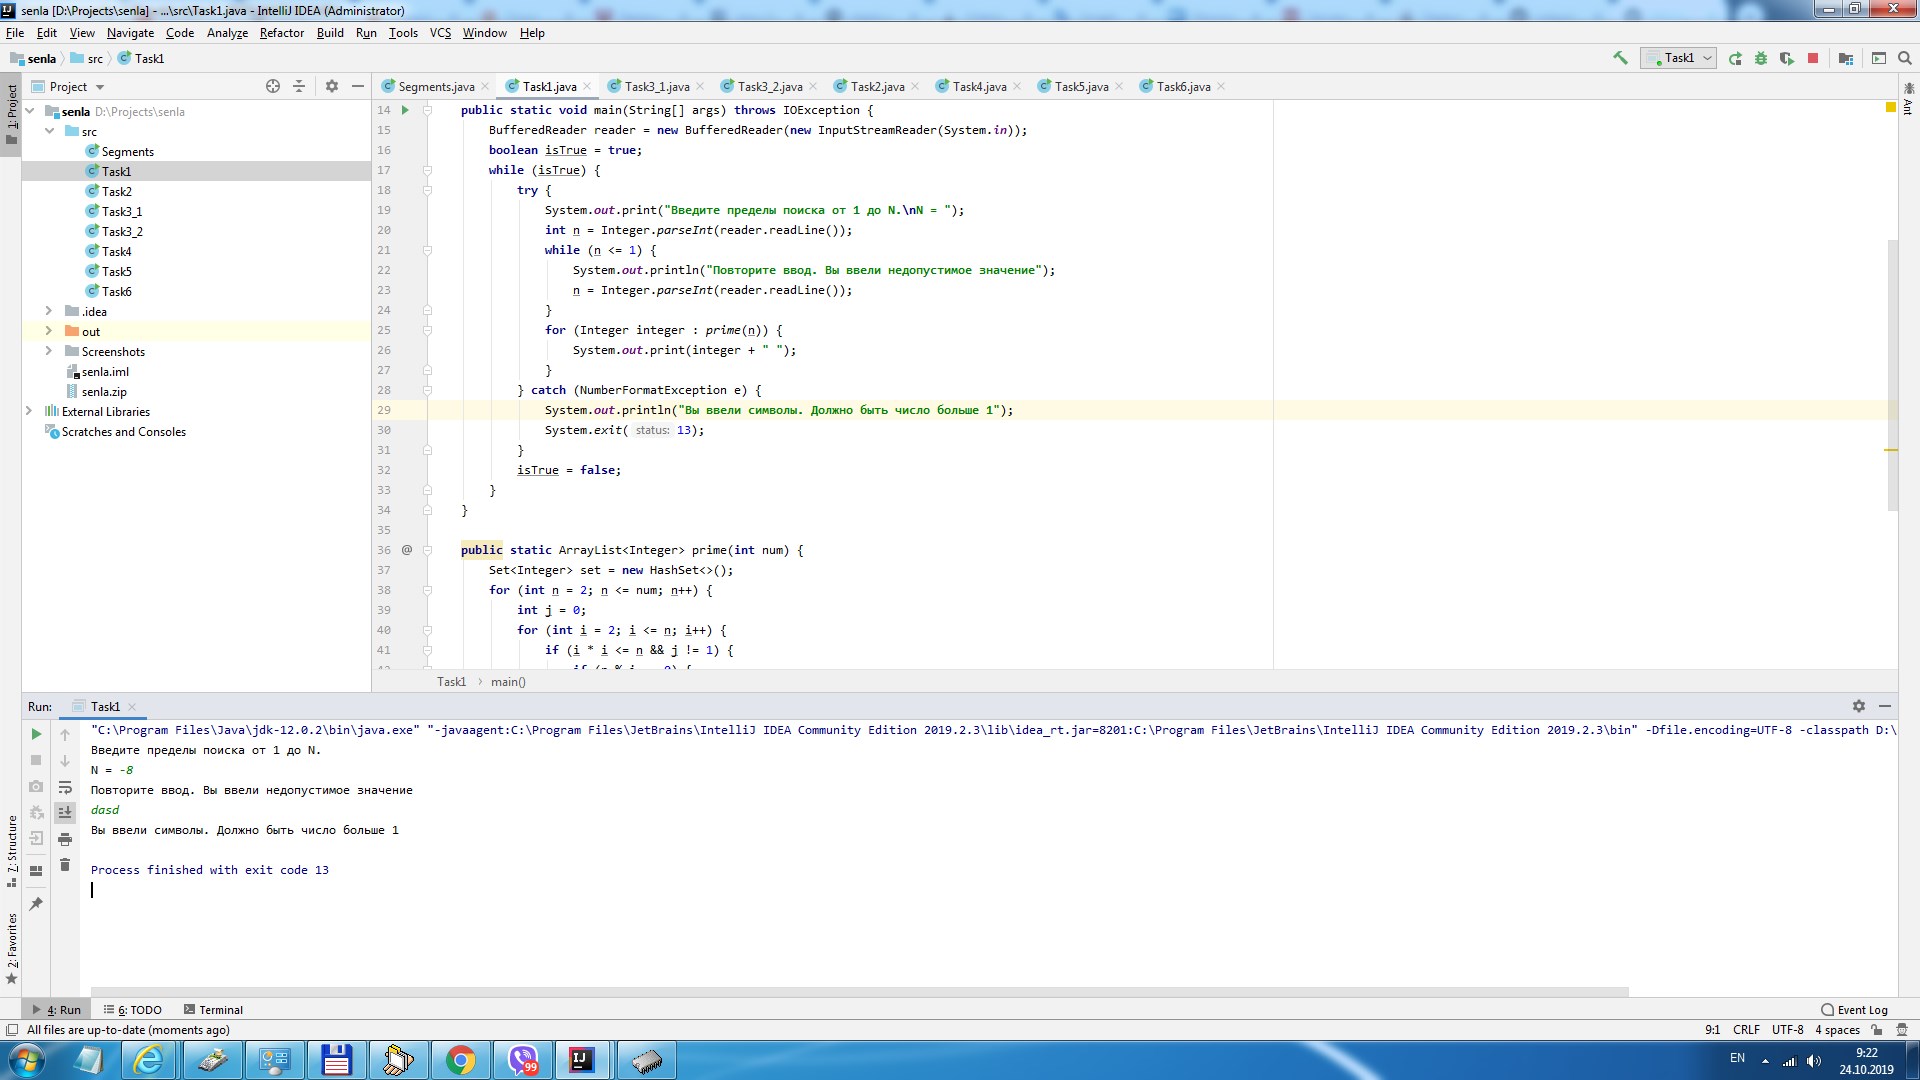 senla [D:\Projects\senla] - ...\src\Task1.java - IntelliJ IDEA (Administrator)
File Edit View Navigate Code Analyze Refactor Build Run Tools VCS Window Help
senla src Task1
Task1
Project
Segments.java Task1.java Task3_1.java Task3_2.java Task2.java Task4.java Task5.java Task6.java
1: Project
Ant
senla D:\Projects\senla
src
Segments
Task1
Task2
Task3_1
Task3_2
Task4
Task5
Task6
.idea
out
Screenshots
senla.iml
senla.zip
External Libraries
Scratches and Consoles
14 public static void main(String[] args) throws IOException {
15 BufferedReader reader = new BufferedReader(new InputStreamReader(System.in));
16 boolean isTrue = true;
17 while (isTrue) {
18 try {
19 System.out.print("Введите пределы поиска от 1 до N.\nN = ");
20 int n = Integer.parseInt(reader.readLine());
21 while (n <= 1) {
22 System.out.println("Повторите ввод. Вы ввели недопустимое значение");
23 n = Integer.parseInt(reader.readLine());
24 }
25 for (Integer integer : prime(n)) {
26 System.out.print(integer + " ");
27 }
28 } catch (NumberFormatException e) {
29 System.out.println("Вы ввели символы. Должно быть число больше 1");
30 System.exit( status: 13);
31 }
32 isTrue = false;
33 }
34 }
35
36 @ public static ArrayList<Integer> prime(int num) {
37 Set<Integer> set = new HashSet<>();
38 for (int n = 2; n <= num; n++) {
39 int j = 0;
40 for (int i = 2; i <= n; i++) {
41 if (i * i <= n && j != 1) {
Task1 main()
Run: Task1
"C:\Program Files\Java\jdk-12.0.2\bin\java.exe" "-javaagent:C:\Program Files\JetBrains\IntelliJ IDEA Community Edition 2019.2.3\lib\idea_rt.jar=8201:C:\Program Files\JetBrains\IntelliJ IDEA Community Edition 2019.2.3\bin" -Dfile.encoding=UTF-8 -classpath D:\
Введите пределы поиска от 1 до N.
N = -8
Повторите ввод. Вы ввели недопустимое значение
dasd
Вы ввели символы. Должно быть число больше 1
Process finished with exit code 13
7: Structure
2: Favorites
4: Run 6: TODO Terminal Event Log
All files are up-to-date (moments ago) 9:1 CRLF UTF-8 4 spaces
99
EN 9:22
24.10.2019